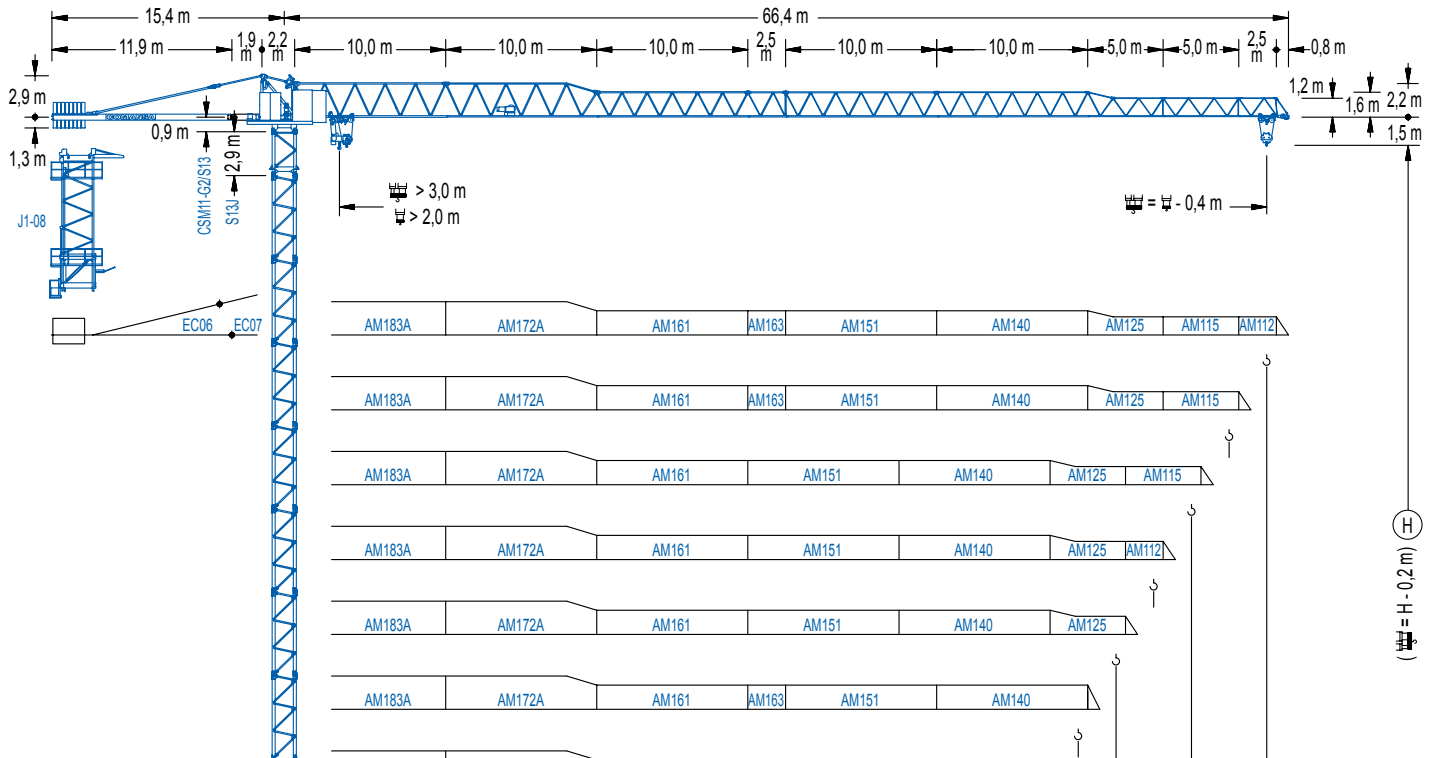 15,4 m 66,4 m
11,9 m 1,9 m 2,2 m 10,0 m 10,0 m 10,0 m 2,5 m 10,0 m 10,0 m 5,0 m 5,0 m 2,5 m 0,8 m
2,9 m 1,2 m 1,6 m 2,2 m
1,3 m 0,9 m 2,9 m 1,5 m
CSM11-G2/S13
S13J
J1-08
> 3,0 m
> 2,0 m
= - 0,4 m
EC06 EC07
AM183A AM172A AM161 AM163 AM151 AM140 AM125 AM115 AM112
AM183A AM172A AM161 AM163 AM151 AM140 AM125 AM115
AM183A AM172A AM161 AM151 AM140 AM125 AM115
H
( = H - 0,2 m)
AM183A AM172A AM161 AM151 AM140 AM125 AM112
AM183A AM172A AM161 AM151 AM140 AM125
AM183A AM172A AM161 AM163 AM151 AM140